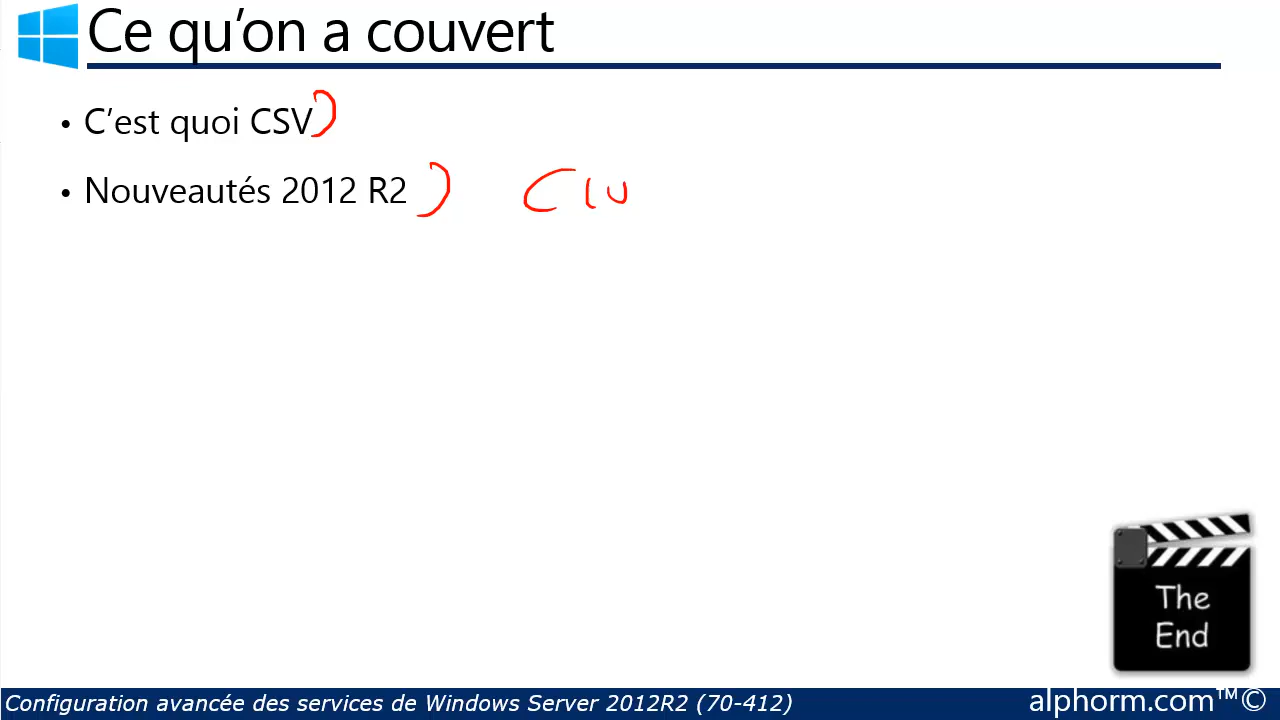 Ce qu’on a couvert
• C’est quoi CSV
• Nouveautés 2012 R2
The
End
Configuration avancée des services de Windows Server 2012R2 (70-412)
alphorm.com™©